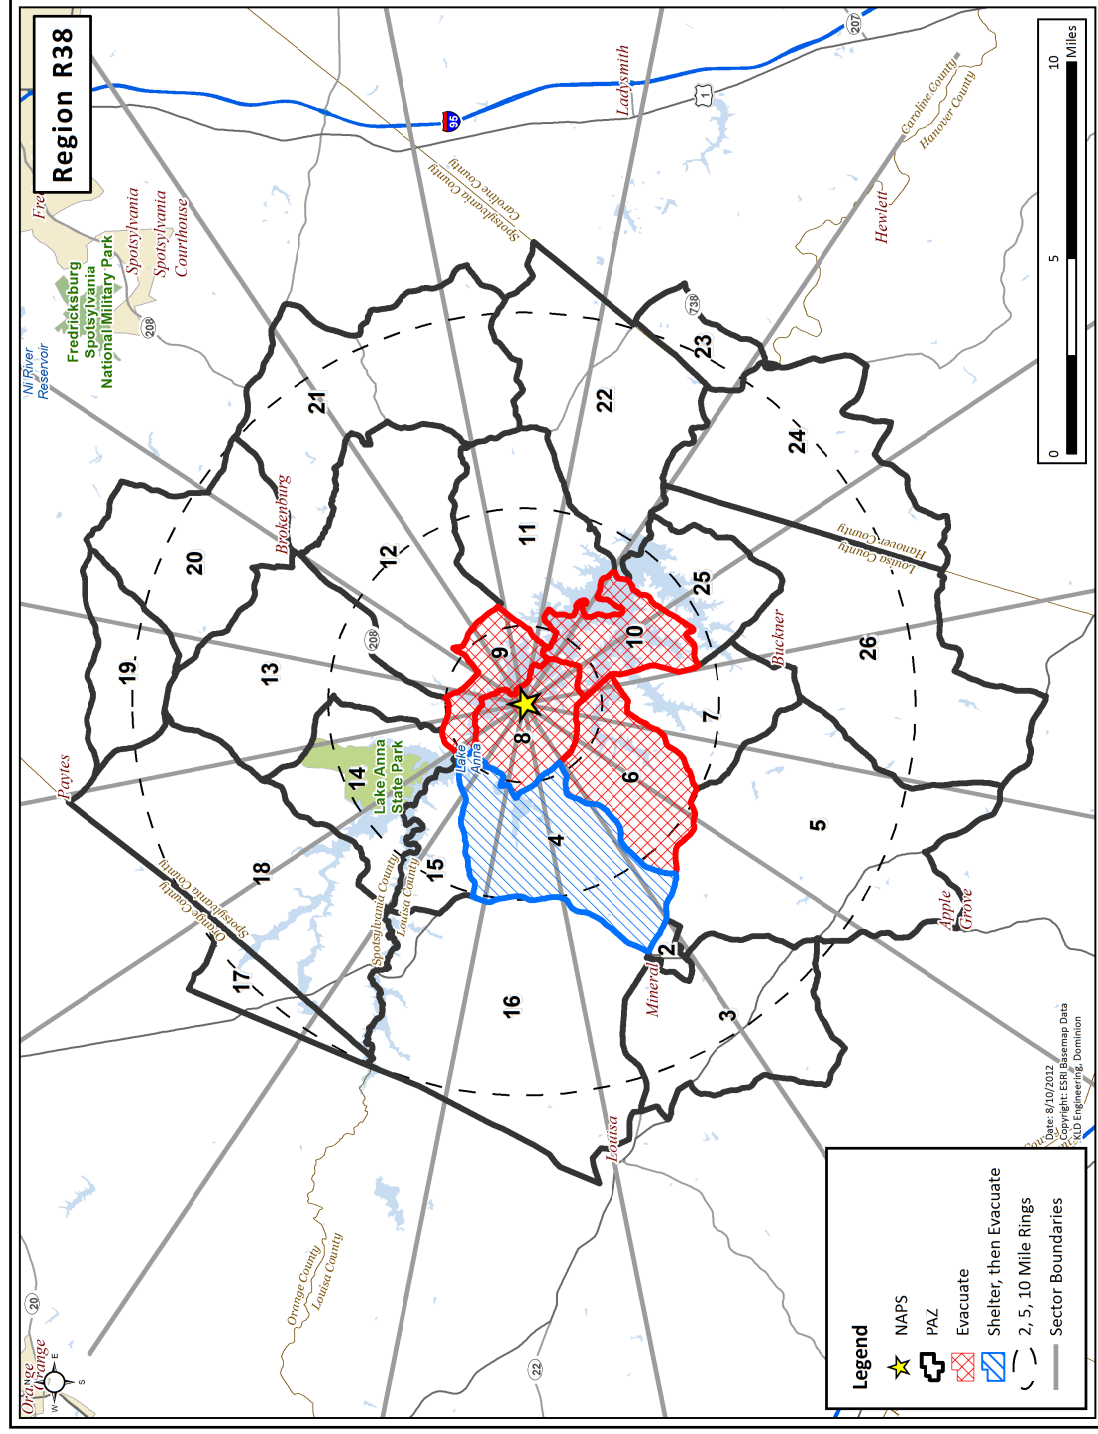 Region R38
207
95
1
Ladysmith
Caroline County
Hanover County
10
5
0
Miles
Hewlett
Spotsylvania County
Caroline County
Spotsylvania
Spotsylvania
Courthouse
Fredricksburg
Spotsylvania
National Military Park
Ni River
Reservoir
208
738
23
22
21
24
Brokenburg
20
12
11
25
Louisa County
Hanover County
19
13
208
9
10
Buckner
26
Paytes
14
Lake Anna
State Park
Lake
Anna
8
7
6
18
15
4
5
Spotsylvania County
Louisa County
Orange County
Spotsylvania County
17
16
2
Mineral
3
Apple
Grove
Louisa
Orange County
Louisa County
20
22
Orange
Orange
N
E
S
W
Date: 8/10/2012
Copyright: ESRI Basemap Data
KLD Engineering, Dominion
Legend
NAPS
PAZ
Evacuate
Shelter, then Evacuate
2, 5, 10 Mile Rings
Sector Boundaries